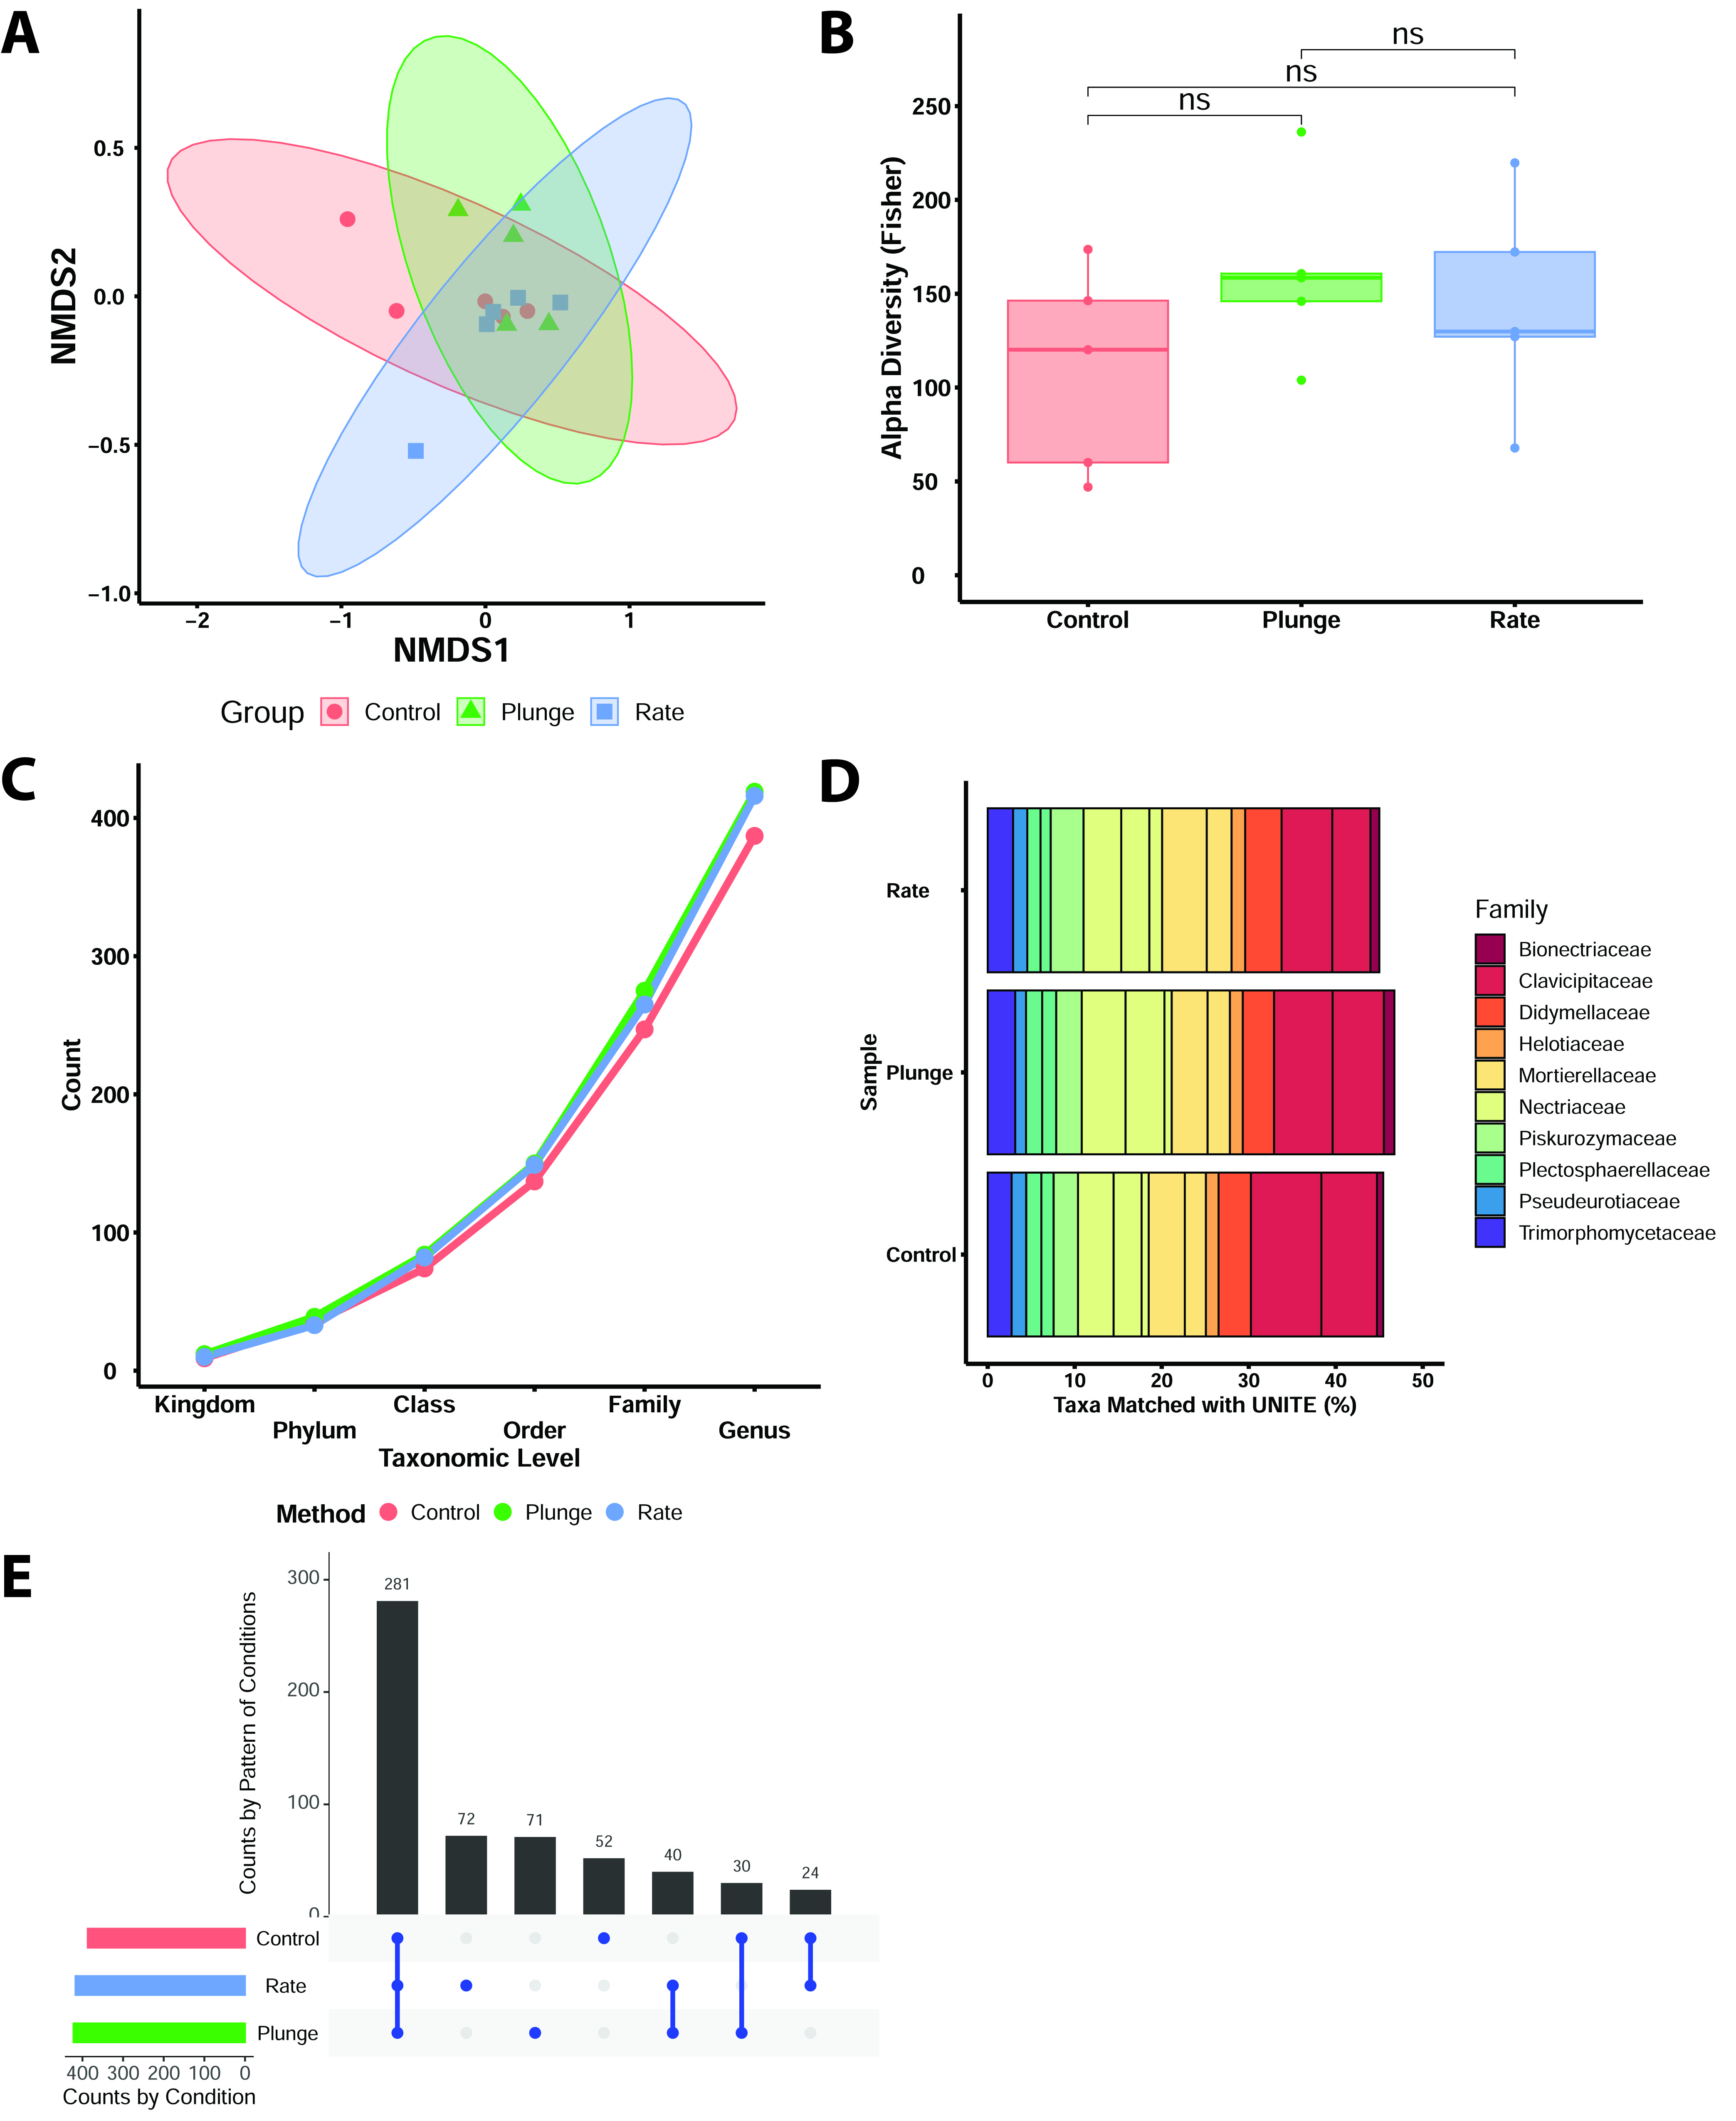 A
0.5
0.0
−0.5
−1.0
NMDS2
−2 −1 0 1
NMDS1
Group Control Plunge Rate
B
ns
ns
ns
250
200
150
100
50
0
Alpha Diversity (Fisher)
Control Plunge Rate
C
400
300
200
100
0
Count
Kingdom Class Family
Phylum Order Genus
Taxonomic Level
Method Control Plunge Rate
D
Rate
Plunge
Control
Sample
0 10 20 30 40 50
Taxa Matched with UNITE (%)
Family
Bionectriaceae
Clavicipitaceae
Didymellaceae
Helotiaceae
Mortierellaceae
Nectriaceae
Piskurozymaceae
Plectosphaerellaceae
Pseudeurotiaceae
Trimorphomycetaceae
E
300
200
100
0
Counts by Pattern of Conditions
281
72
71
52
40
30
24
Control
Rate
Plunge
400 300 200 100 0
Counts by Condition